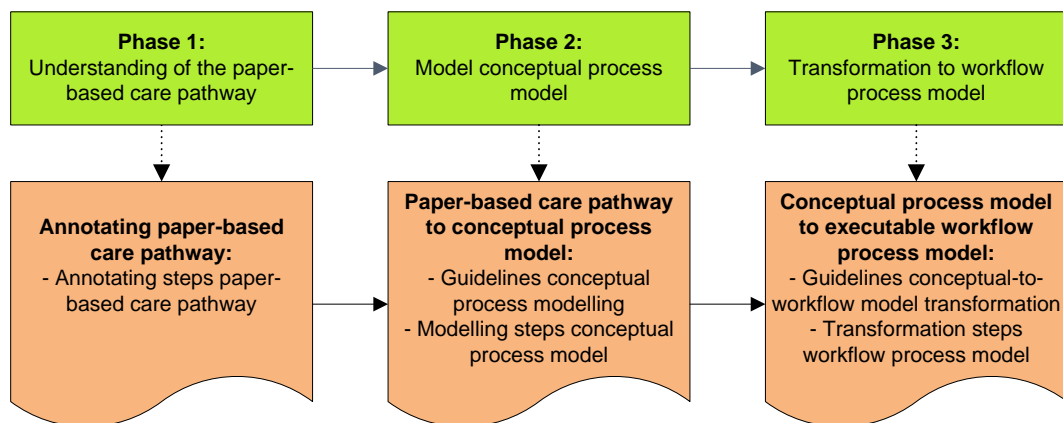 Phase 1:
Understanding of the paper-
based care pathway
Phase 2:
Model conceptual process
model
Phase 3:
Transformation to workflow
process model
Annotating paper-based
care pathway:
- Annotating steps paper-
based care pathway
Paper-based care pathway
to conceptual process
model:
- Guidelines conceptual
process modelling
- Modelling steps conceptual
process model
Conceptual process model
to executable workflow
process model:
- Guidelines conceptual-to-
workflow model transformation
- Transformation steps
workflow process model